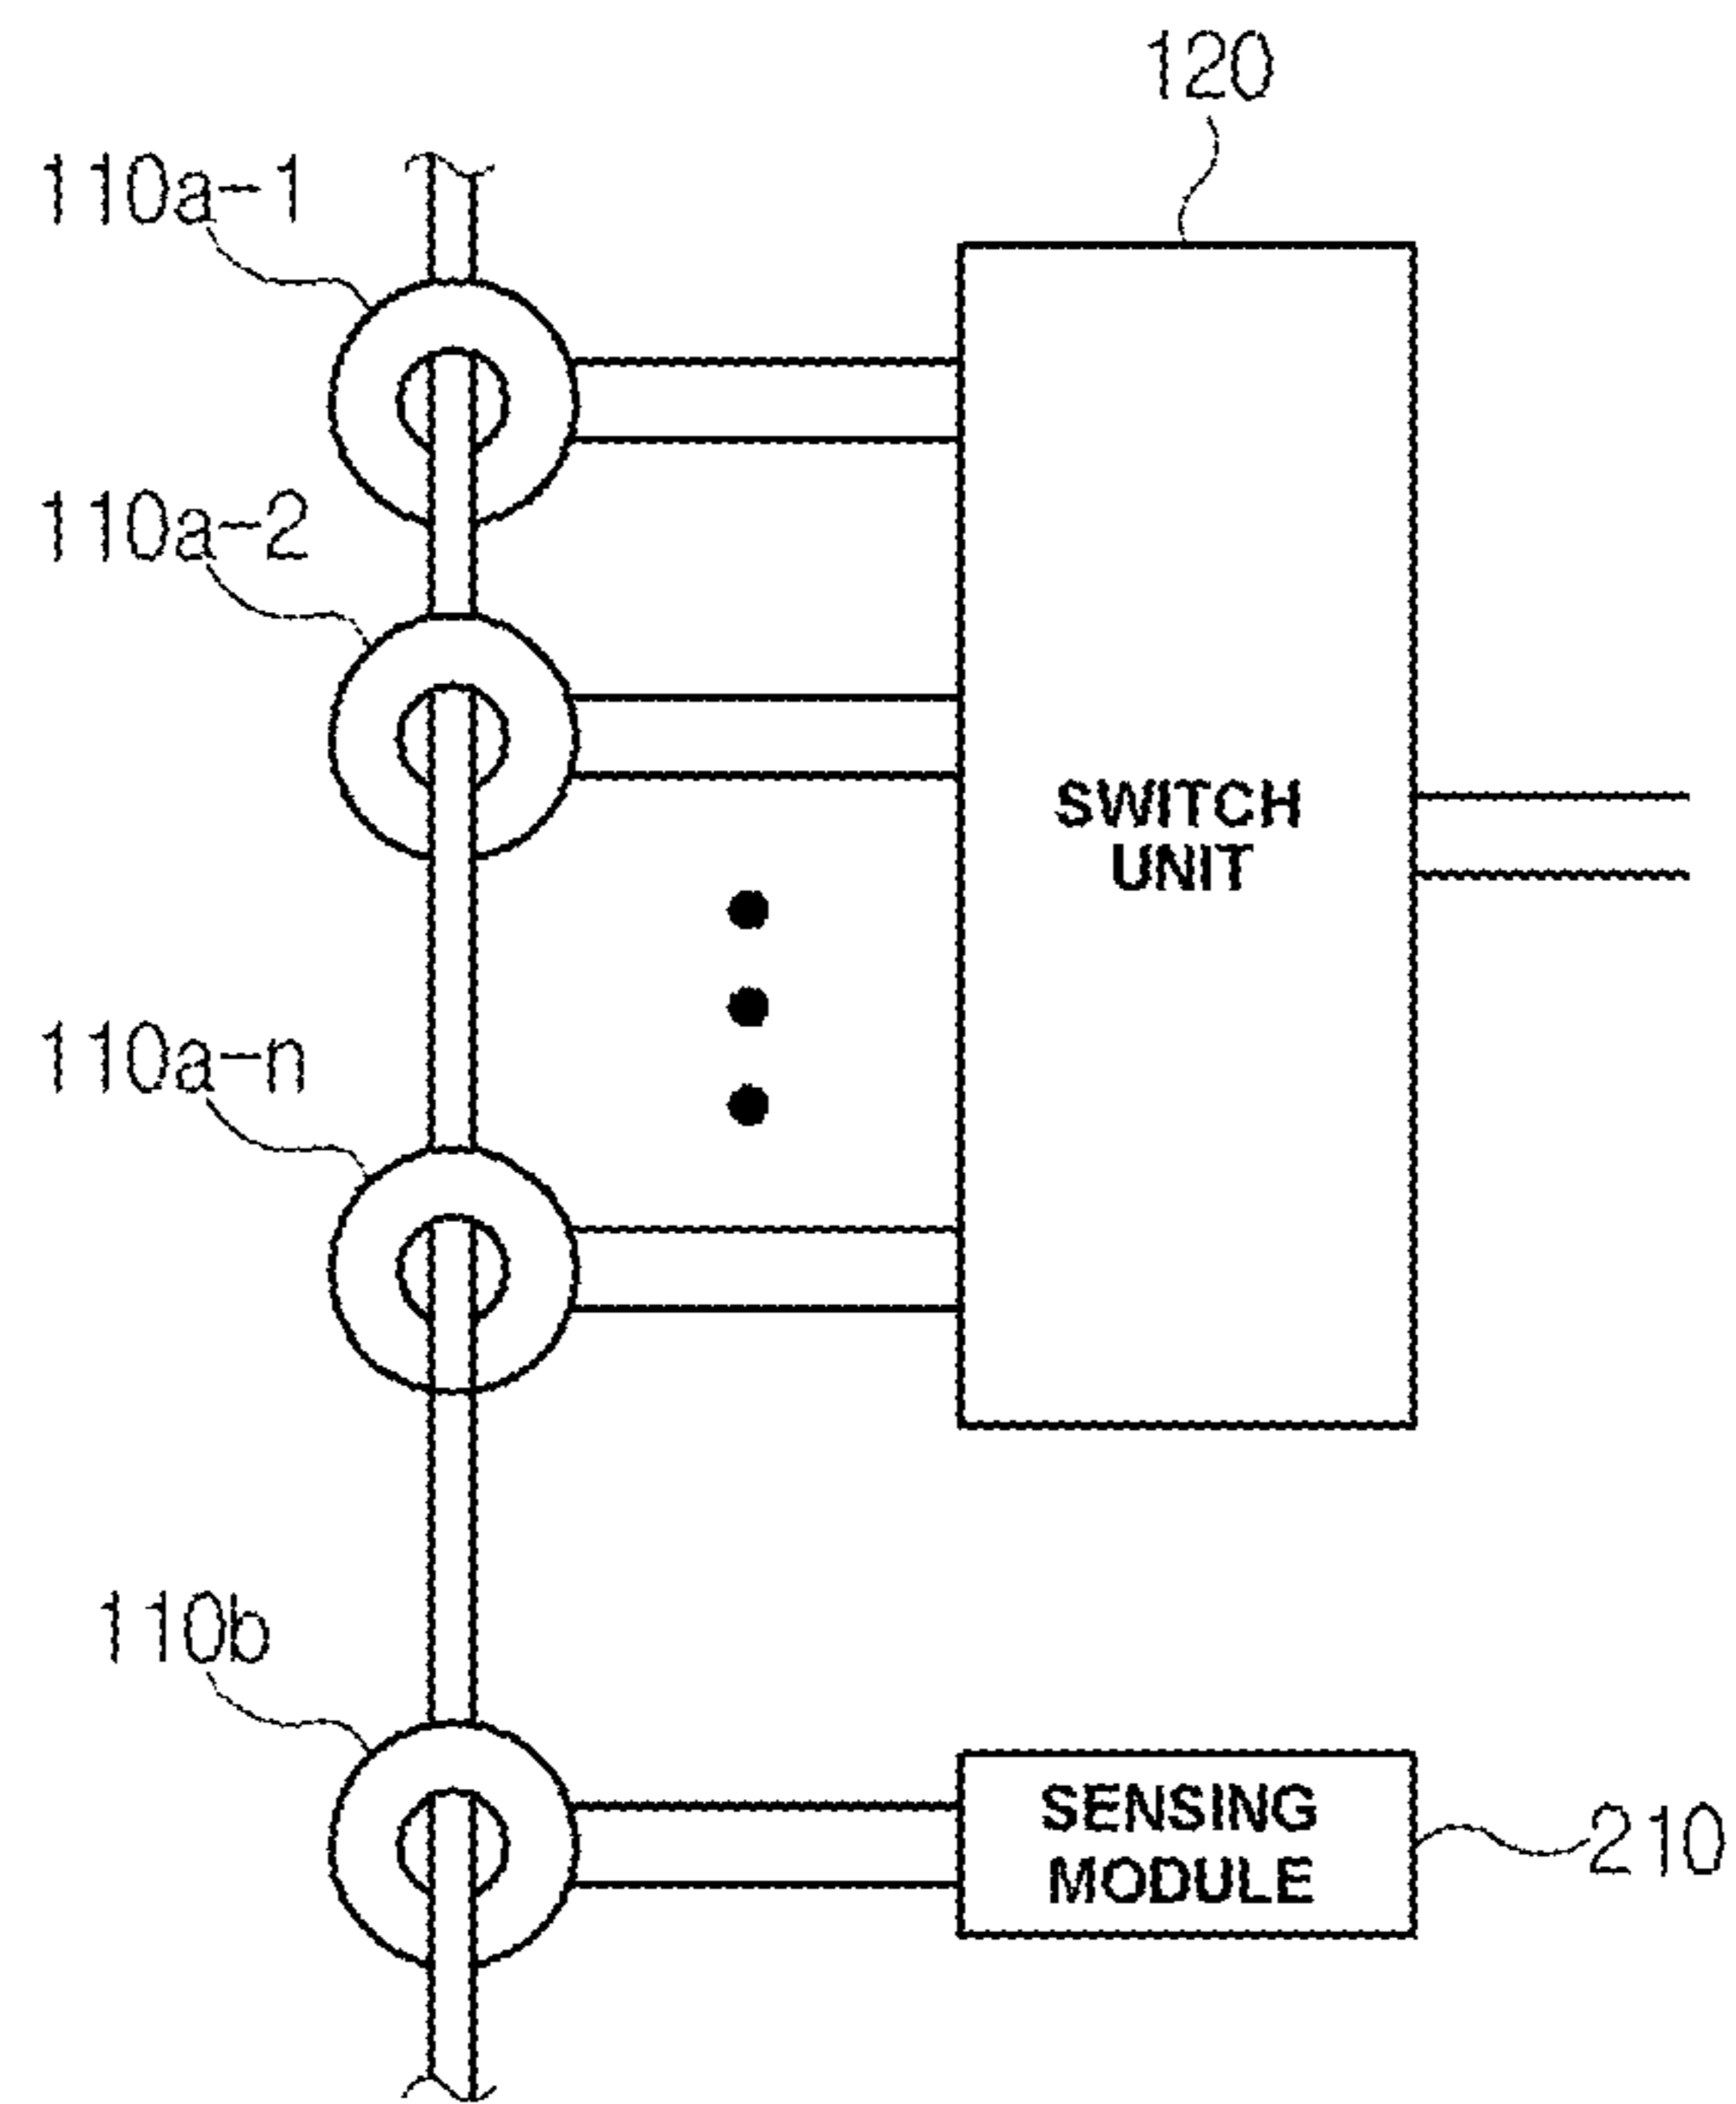 120
110a-1
110a-2
SWITCH
UNIT
110a-n
110b
SENSING
MODULE
210